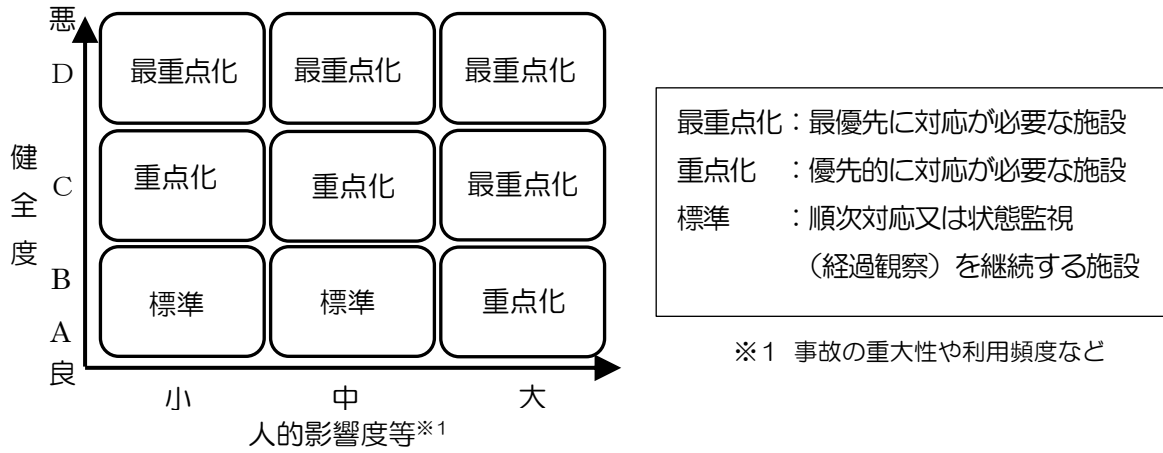 悪
D
最重点化
最重点化
最重点化
健全度
C
重点化
重点化
最重点化
B
A
標準
標準
重点化
良
小
中
大
人的影響度等※1
最重点化：最優先に対応が必要な施設
重点化　：優先的に対応が必要な施設
標準　　：順次対応又は状態監視
（経過観察）を継続する施設
※1 事故の重大性や利用頻度など